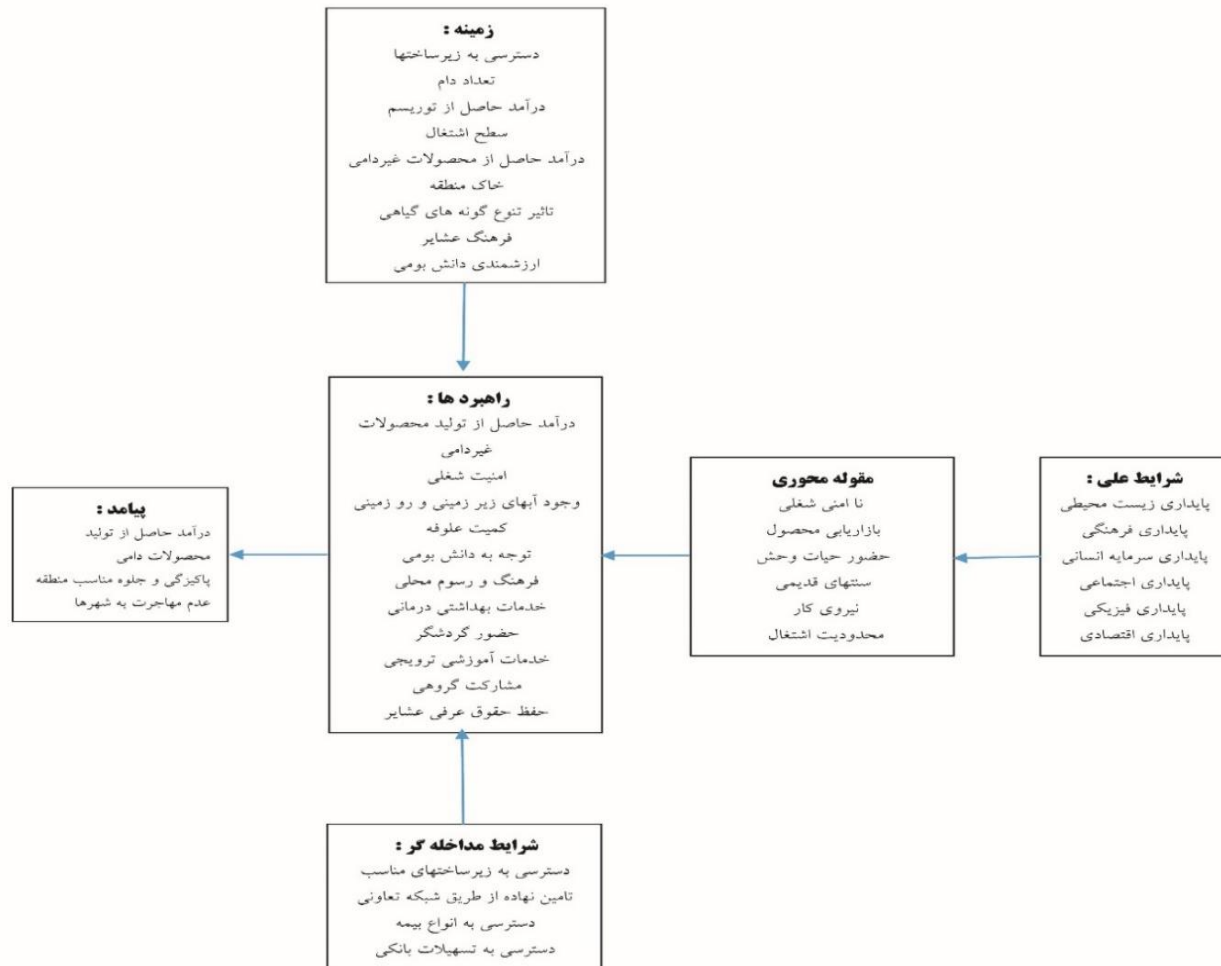 زمینه :
دسترسی به زیرساختها
تعداد دام
درآمد حاصل از توریسم
سطح اشتغال
درآمد حاصل از محصولات غیردامی
خاک منطقه
تاثیر تنوع گونه های گیاهی
فرهنگ عشایر
ارزشمندی دانش بومی
شرایط علی :
پایداری زیست محیطی
پایداری فرهنگی
پایداری سرمایه انسانی
پایداری اجتماعی
پایداری فیزیکی
پایداری اقتصادی
مقوله محوری
نا امنی شغلی
بازاریابی محصول
حضور حیات وحش
سنتهای قدیمی
نیروی کار
محدودیت اشتغال
راهبرد ها :
درآمد حاصل از تولید محصولات
غیردامی
امنیت شغلی
وجود آبهای زیر زمینی و رو زمینی
کمیت علوفه
توجه به دانش بومی
فرهنگ و رسوم محلی
خدمات بهداشتی درمانی
حضور گردشگر
خدمات آموزشی ترویجی
مشارکت گروهی
حفظ حقوق عرفی عشایر
پیامد :
درآمد حاصل از تولید
محصولات دامی
پاکیزگی و جلوه مناسب منطقه
عدم مهاجرت به شهرها
شرایط مداخله گر :
دسترسی به زیرساختهای مناسب
تامین نهاده از طریق شبکه تعاونی
دسترسی به انواع بیمه
دسترسی به تسهیلات بانکی